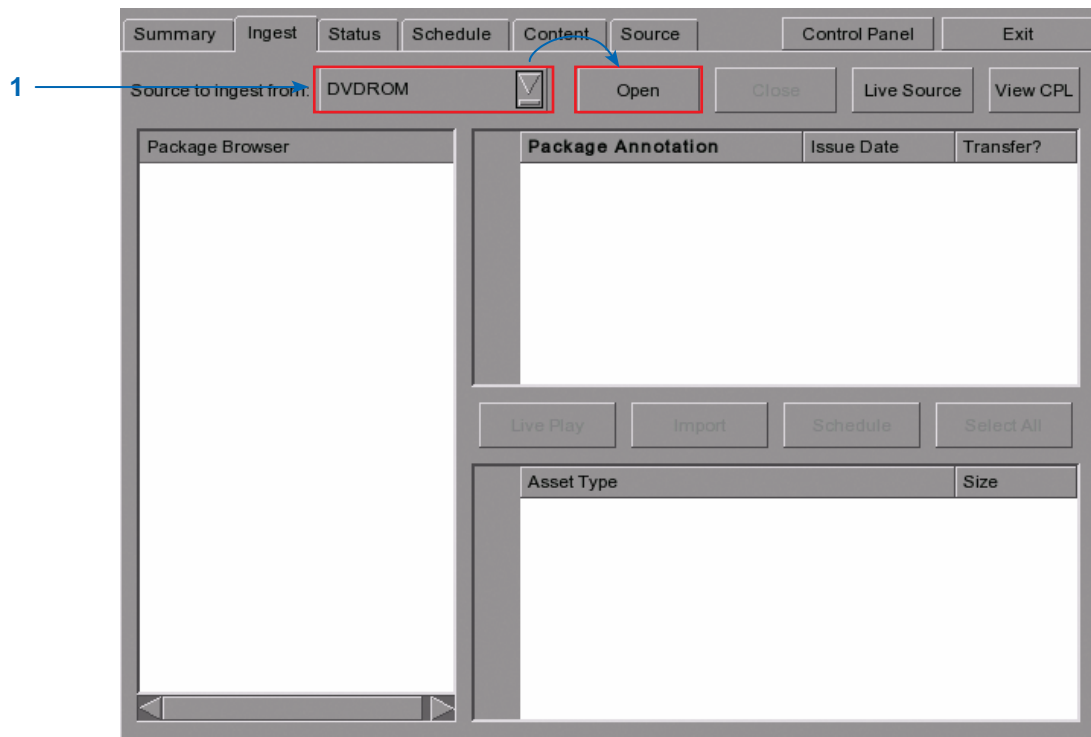 Summary Ingest Status Schedule Content Source Control Panel Exit
1 Source to ingest from: DVDROM Open Close Live Source View CPL
Package Browser Package Annotation Issue Date Transfer?
Live Play Import Schedule Select All
Asset Type Size